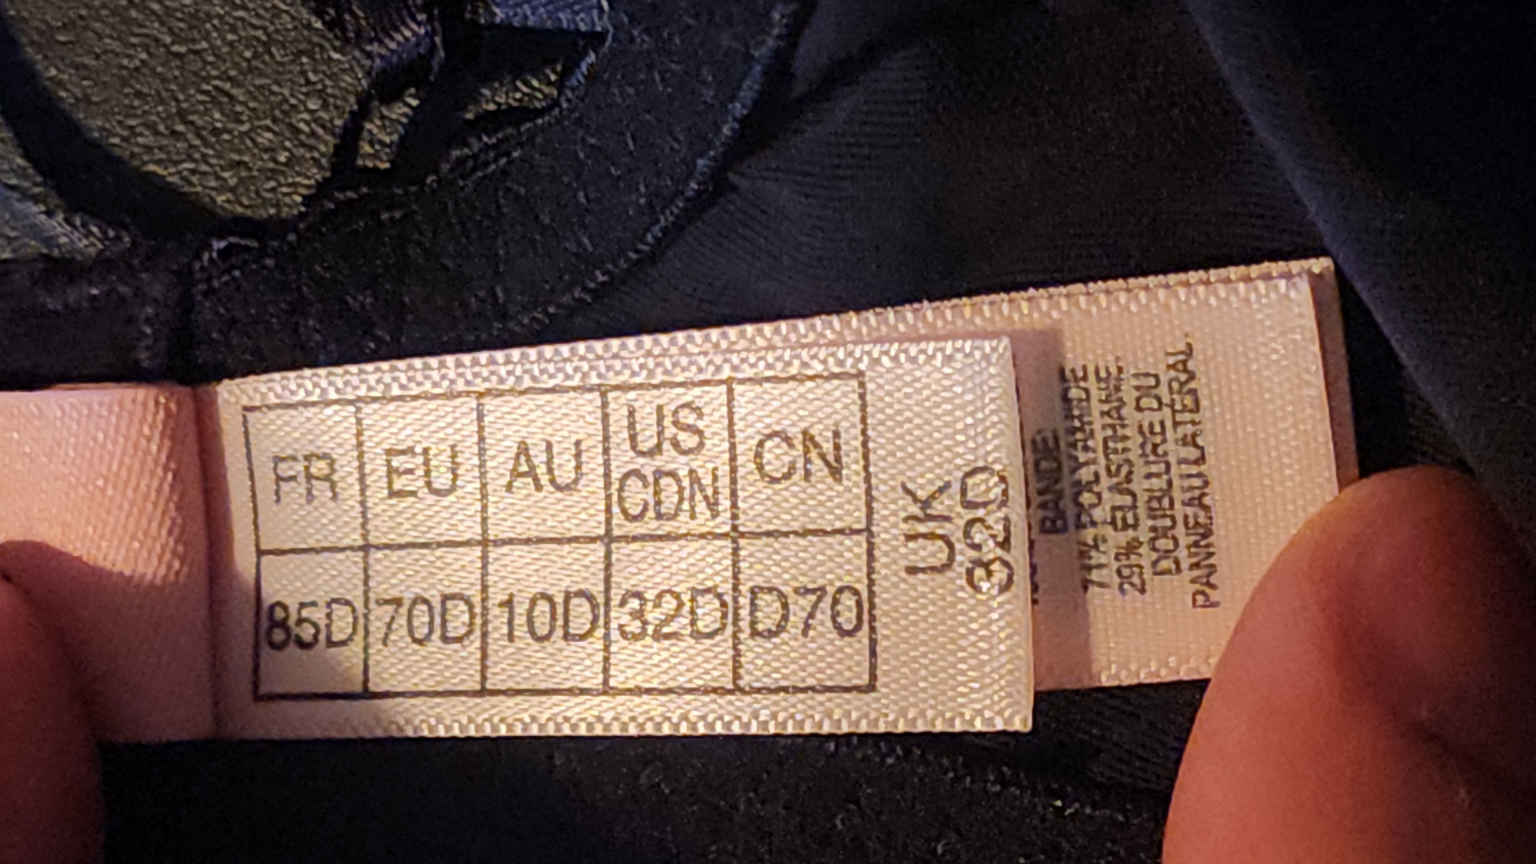 FR EU AU US CDN CN
85D 70D 10D 32D D70
UK
32D
BANDE
71% POLYAMIDE
29% ELASTHANE
DOUBLURE DU
PANNEAU LATÉRAL